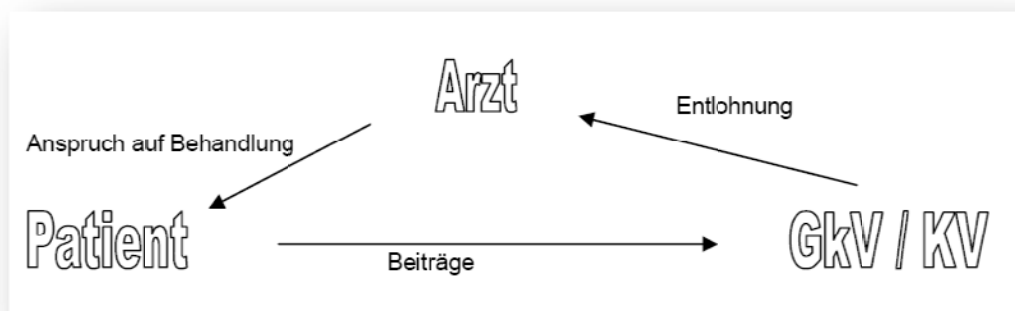 Arzt
Entlohnung
Anspruch auf Behandlung
Patient
GkV / KV
Beiträge